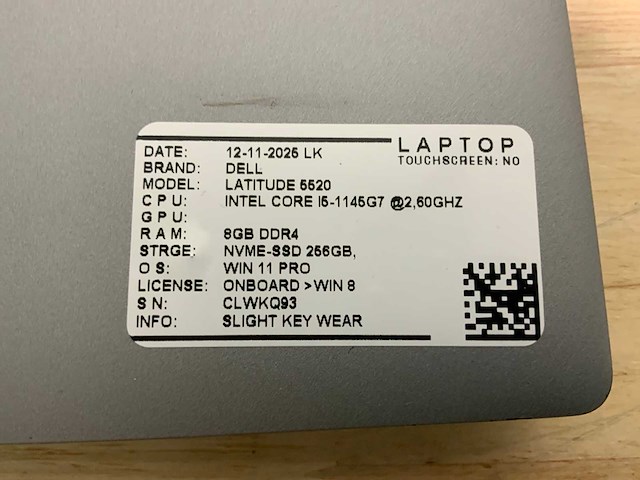 LAPTOP
TOUCHSCREEN: NO
DATE: 12-11-2025 LK
BRAND: DELL
MODEL: LATITUDE 5520
CPU: INTEL CORE I5-1145G7 @2,60GHZ
GPU:
RAM: 8GB DDR4
STRGE: NVME-SSD 256GB,
OS: WIN 11 PRO
LICENSE: ONBOARD >WIN 8
SN: CLWKQ93
INFO: SLIGHT KEY WEAR